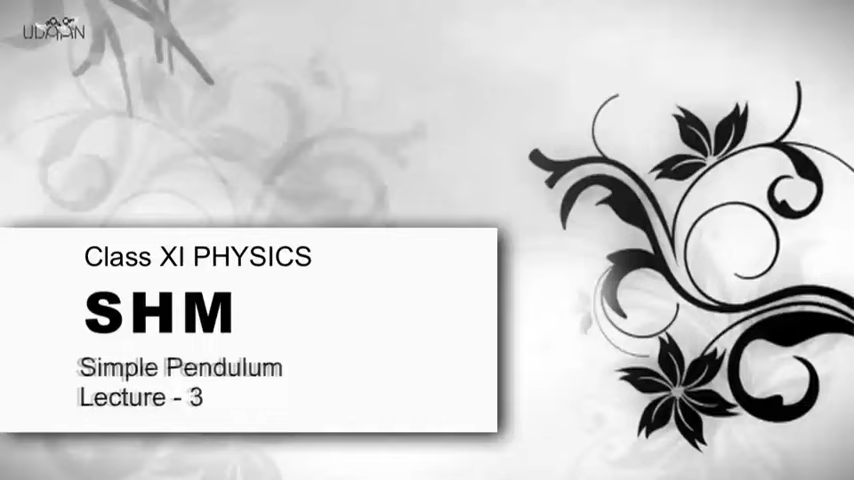 UDAAN
Class XI PHYSICS
SHM
Simple Pendulum
Lecture - 3